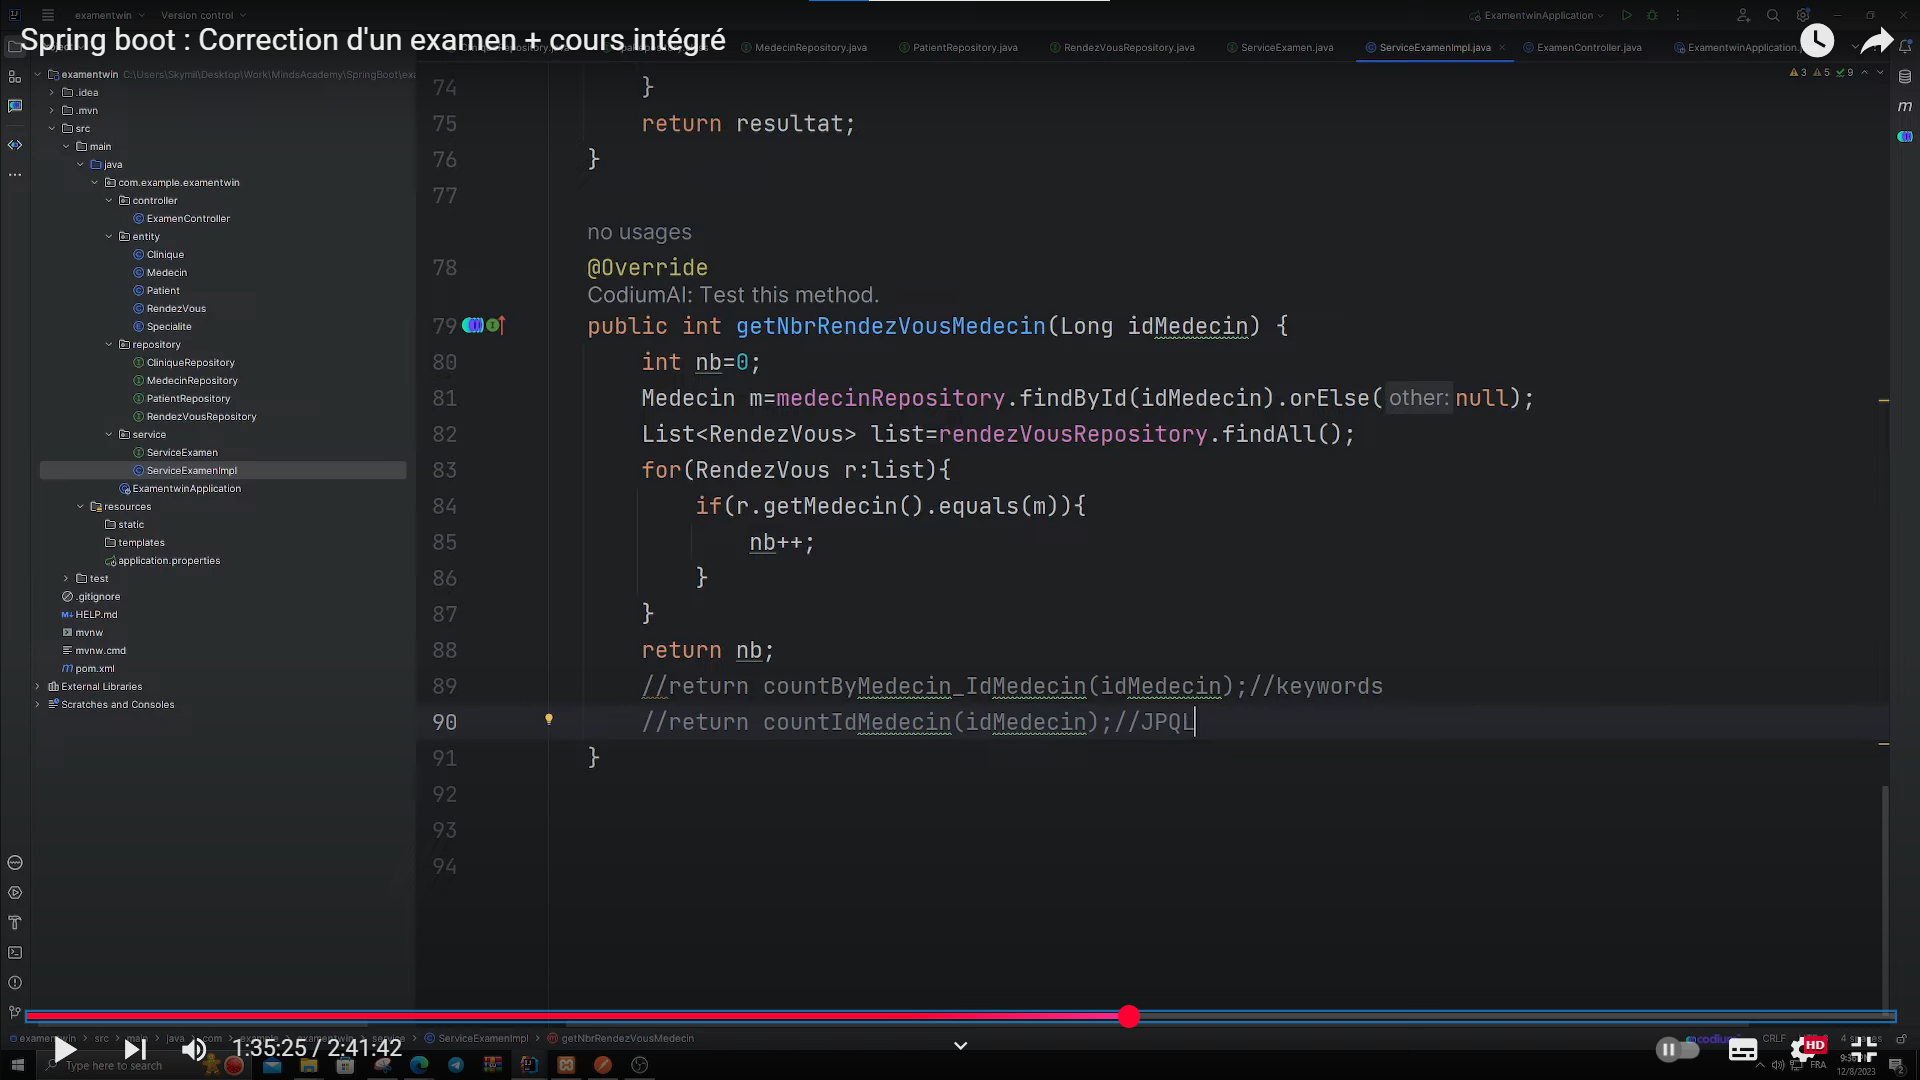 examentwin
Version control
ExamentwinApplication
Spring boot : Correction d'un examen + cours intégré
MedecinRepository.java
PatientRepository.java
RendezVousRepository.java
ServiceExamen.java
ServiceExamenImpl.java
ExamenController.java
ExamentwinApplication.
examentwin C:\Users\Skymil\Desktop\Work\MindsAcademy\SpringBoot\exa
3 5 9
.idea
.mvn
src
main
java
com.example.examentwin
controller
ExamenController
entity
Clinique
Medecin
Patient
RendezVous
Specialite
repository
CliniqueRepository
MedecinRepository
PatientRepository
RendezVousRepository
service
ServiceExamen
ServiceExamenImpl
ExamentwinApplication
resources
static
templates
application.properties
test
.gitignore
HELP.md
mvnw
mvnw.cmd
pom.xml
External Libraries
Scratches and Consoles
74 }
75 return resultat;
76 }
77
no usages
78 @Override
CodiumAI: Test this method.
79 public int getNbrRendezVousMedecin(Long idMedecin) {
80 int nb=0;
81 Medecin m=medecinRepository.findById(idMedecin).orElse( other: null);
82 List<RendezVous> list=rendezVousRepository.findAll();
83 for(RendezVous r:list){
84 if(r.getMedecin().equals(m)){
85 nb++;
86 }
87 }
88 return nb;
89 //return countByMedecin_IdMedecin(idMedecin);//keywords
90 //return countIdMedecin(idMedecin);//JPQL
91 }
92
93
94
src
java
ServiceExamenImpl
getNbrRendezVousMedecin
CRLF
1:35:25 / 2:41:42
HD
Type here to search
FRA
12/8/2023